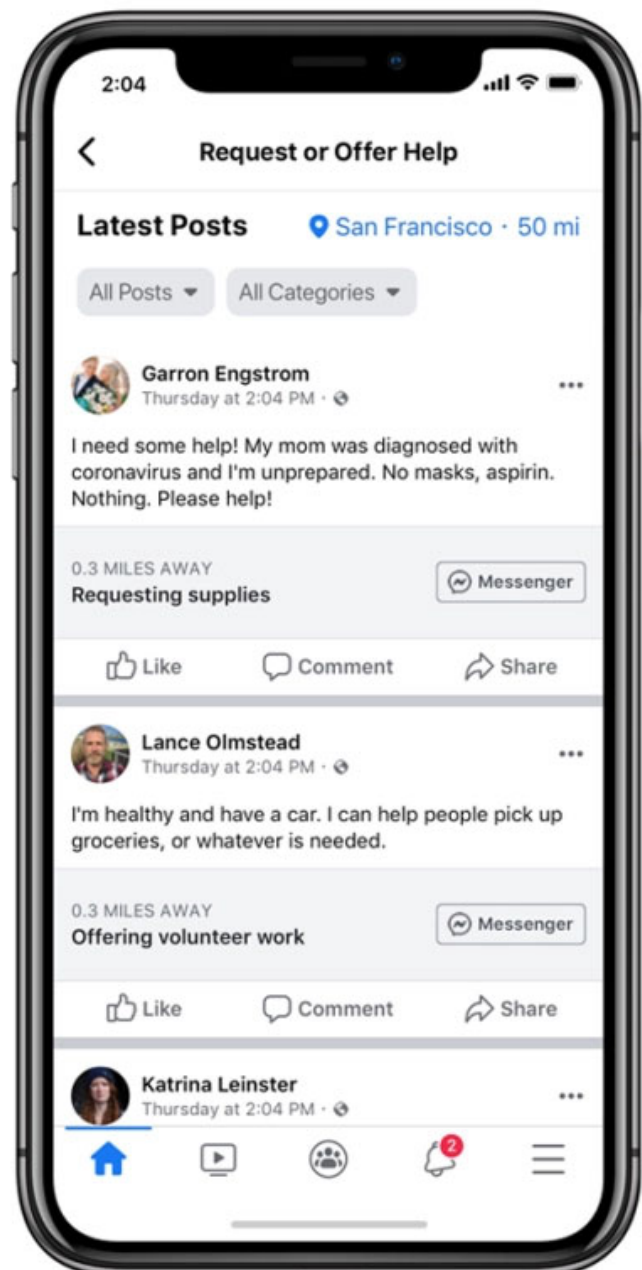 2:04
Request or Offer Help
Latest Posts San Francisco · 50 mi
All Posts All Categories
Garron Engstrom
Thursday at 2:04 PM ·
I need some help! My mom was diagnosed with
coronavirus and I'm unprepared. No masks, aspirin.
Nothing. Please help!
0.3 MILES AWAY
Requesting supplies
Messenger
Like Comment Share
Lance Olmstead
Thursday at 2:04 PM ·
I'm healthy and have a car. I can help people pick up
groceries, or whatever is needed.
0.3 MILES AWAY
Offering volunteer work
Messenger
Like Comment Share
Katrina Leinster
Thursday at 2:04 PM ·
2